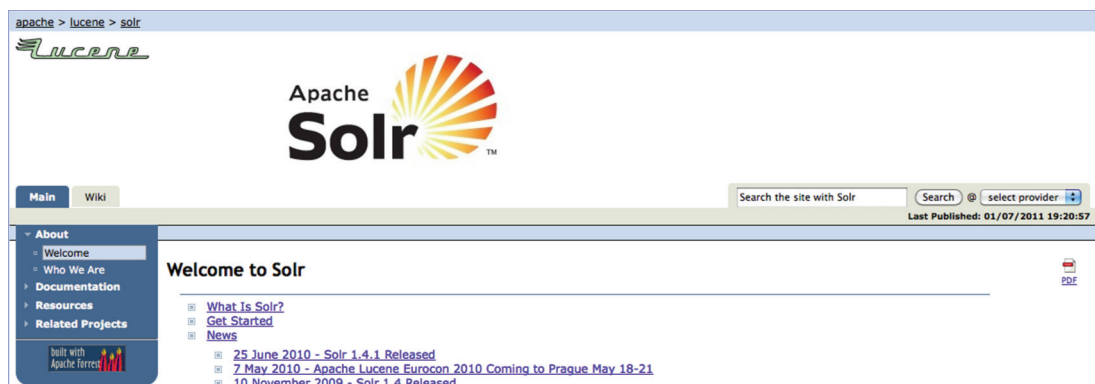 apache > lucene > solr
Lucene
Apache
Solr
TM
Main Wiki
Search the site with Solr Search @ select provider
Last Published: 01/07/2011 19:20:57
About
Welcome
Who We Are
Documentation
Resources
Related Projects
built with
Apache Forrest
Welcome to Solr
PDF
What Is Solr?
Get Started
News
25 June 2010 - Solr 1.4.1 Released
7 May 2010 - Apache Lucene Eurocon 2010 Coming to Prague May 18-21
10 November 2009 - Solr 1.4 Released